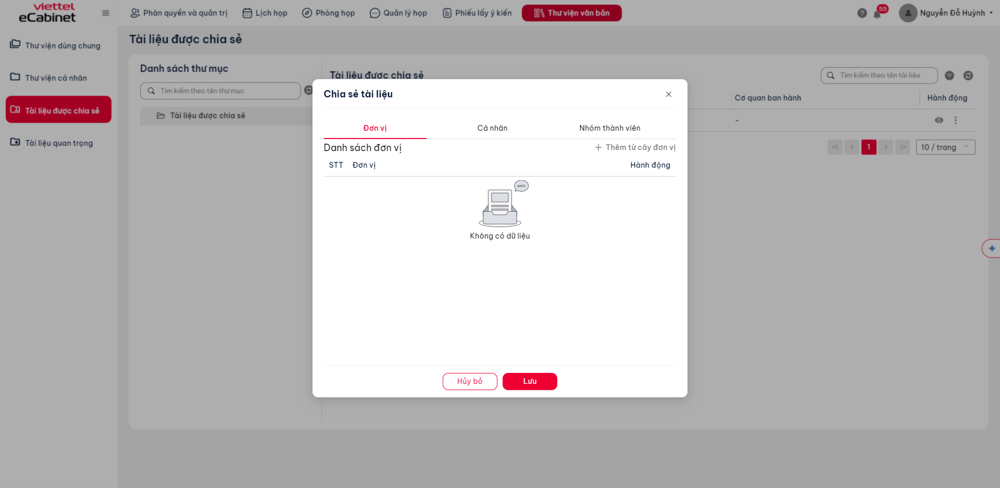 viettel
eCabinet
Phân quyền và quản trị
Lịch họp
Phòng họp
Quản lý họp
Phiếu lấy ý kiến
Thư viện văn bản
55
Nguyễn Đỗ Huỳnh
Thư viện dùng chung
Thư viện cá nhân
Tài liệu được chia sẻ
Tài liệu quan trọng
Tài liệu được chia sẻ
Danh sách thư mục
Tìm kiếm theo tên thư mục
Tài liệu được chia sẻ
Tài liệu được chia sẻ
Tìm kiếm theo tên tài liệu
Cơ quan ban hành
Hành động
-
<< < 1 > >>
10 / trang
Chia sẻ tài liệu
Đơn vị
Cá nhân
Nhóm thành viên
Danh sách đơn vị
+ Thêm từ cây đơn vị
STT
Đơn vị
Hành động
Không có dữ liệu
Hủy bỏ
Lưu